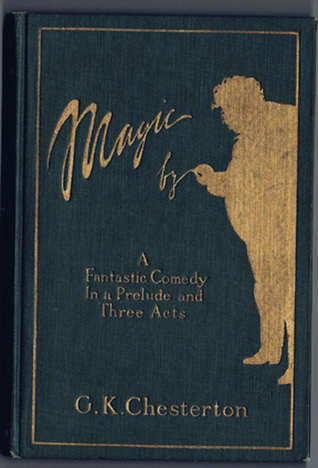 Magic
by
A
Fantastic Comedy
In a Prelude and
Three Acts
G.K.Chesterton